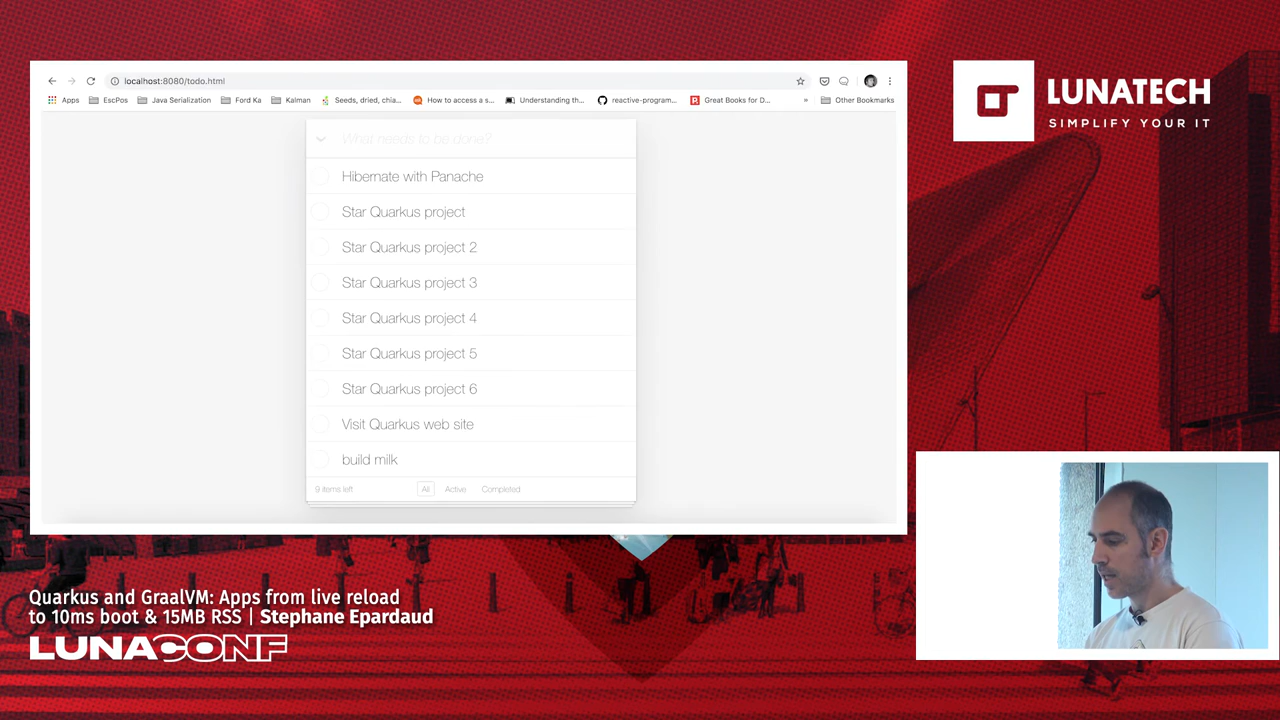 localhost:8080/todo.html
Apps EscPos Java Serialization Ford Ka Kalman Seeds, dried, chia... How to access a s... Understanding th... reactive-program... Great Books for D... » Other Bookmarks
What needs to be done?
Hibernate with Panache
Star Quarkus project
Star Quarkus project 2
Star Quarkus project 3
Star Quarkus project 4
Star Quarkus project 5
Star Quarkus project 6
Visit Quarkus web site
build milk
9 items left All Active Completed
LUNATECH
SIMPLIFY YOUR IT
Quarkus and GraalVM: Apps from live reload
to 10ms boot & 15MB RSS | Stephane Epardaud
LUNACONF